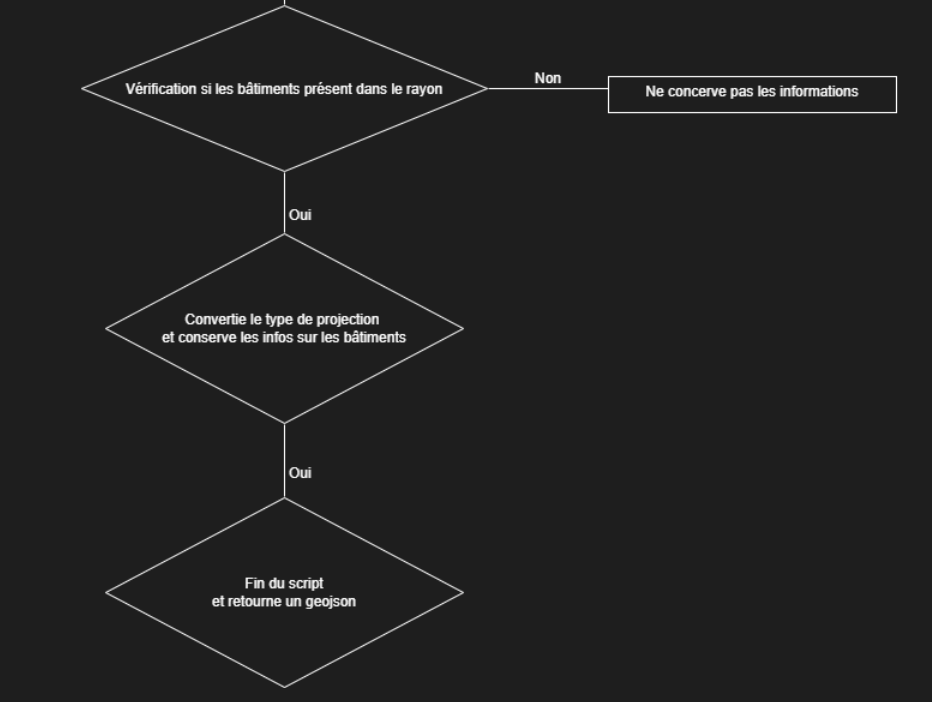 Vérification si les bâtiments présent dans le rayon
Non
Ne concerve pas les informations
Oui
Convertie le type de projection
et conserve les infos sur les bâtiments
Oui
Fin du script
et retourne un geojson